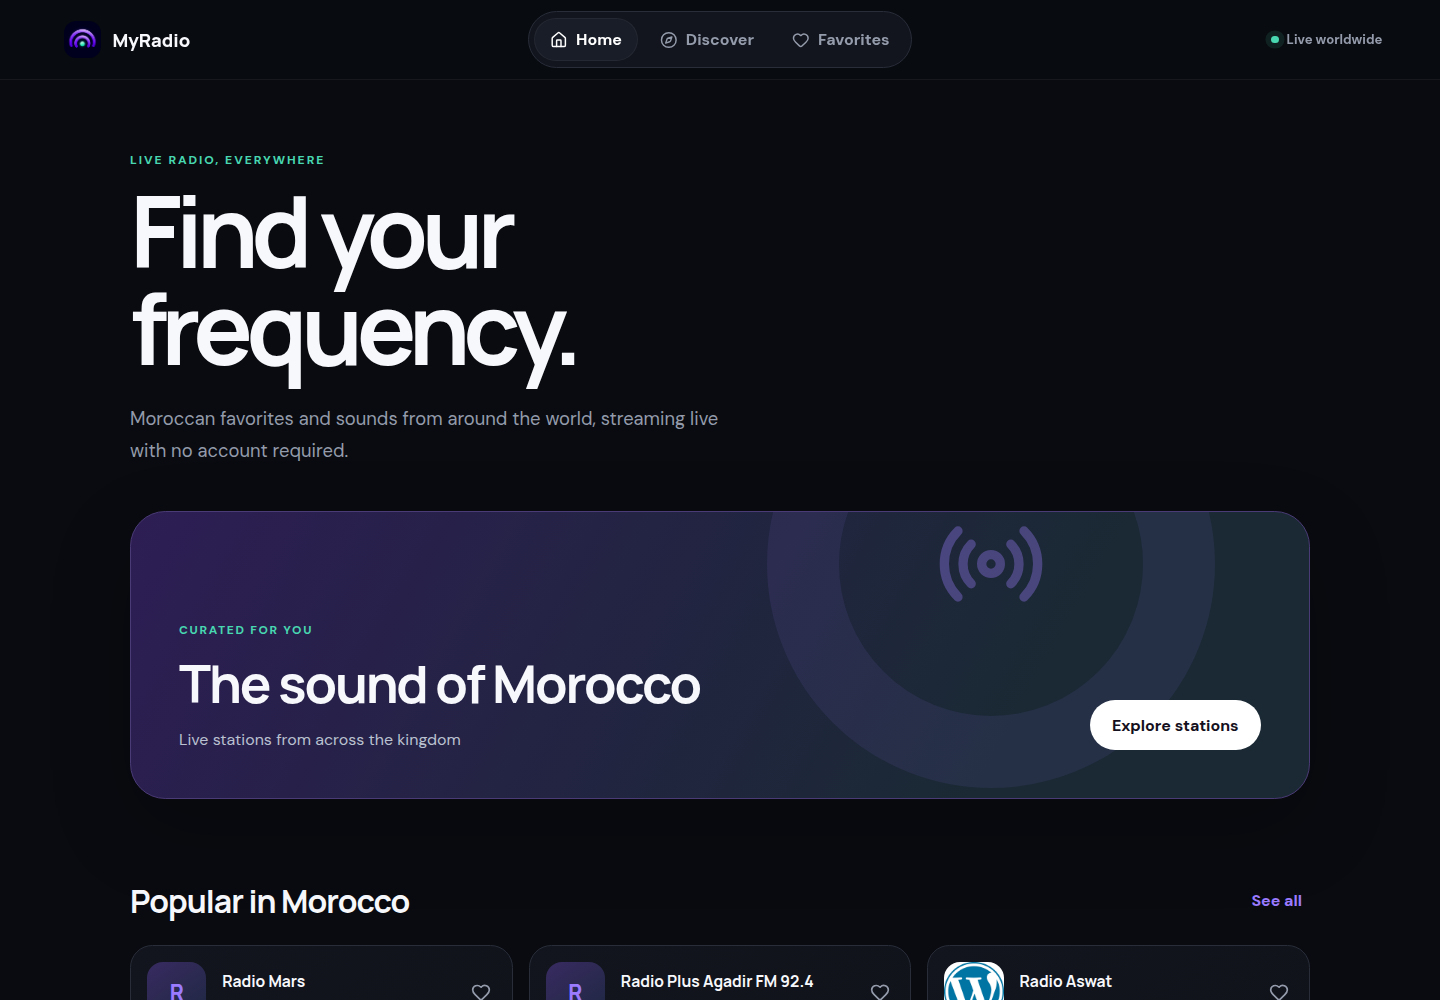 MyRadio
Home
Discover
Favorites
Live worldwide
LIVE RADIO, EVERYWHERE
Find your
frequency.
Moroccan favorites and sounds from around the world, streaming live
with no account required.
CURATED FOR YOU
The sound of Morocco
Live stations from across the kingdom
Explore stations
Popular in Morocco
See all
R
Radio Mars
R
Radio Plus Agadir FM 92.4
W
Radio Aswat